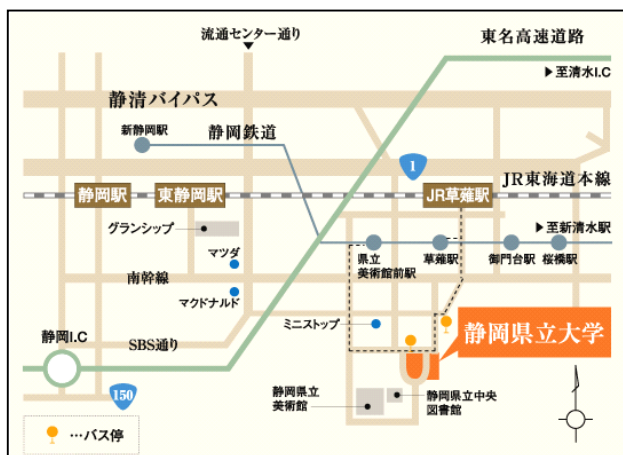 流通センター通り
東名高速道路
▶至清水I.C
静清バイパス
新静岡駅
静岡鉄道
1
JR東海道本線
静岡駅
東静岡駅
JR草薙駅
グランシップ
▶至新清水駅
マツダ
県立
美術館前駅
草薙駅
御門台駅
桜橋駅
南幹線
マクドナルド
静岡I.C
SBS通り
ミニストップ
静岡県立大学
150
静岡県立
美術館
静岡県立中央
図書館
…バス停